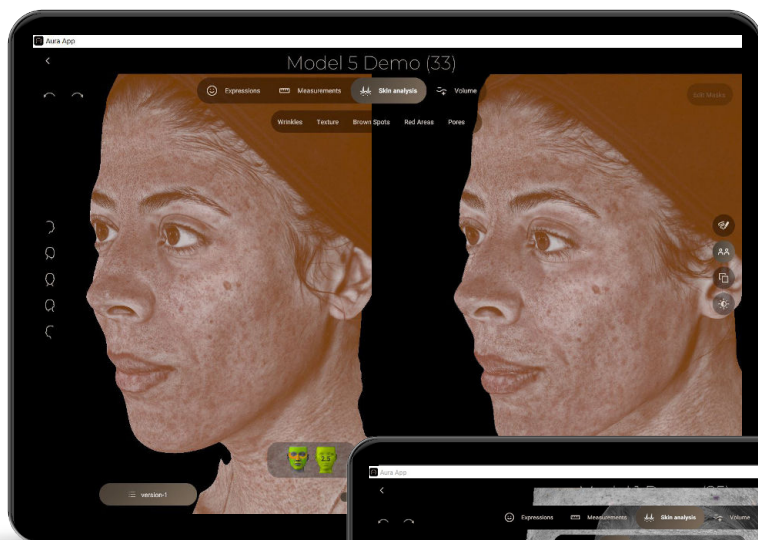 Aura App
Model 5 Demo (33)
Expressions Measurements Skin analysis Volume
Edit Masks
Wrinkles Texture Brown Spots Red Areas Pores
version-1
Aura App
Expressions Measurements Skin analysis Volume